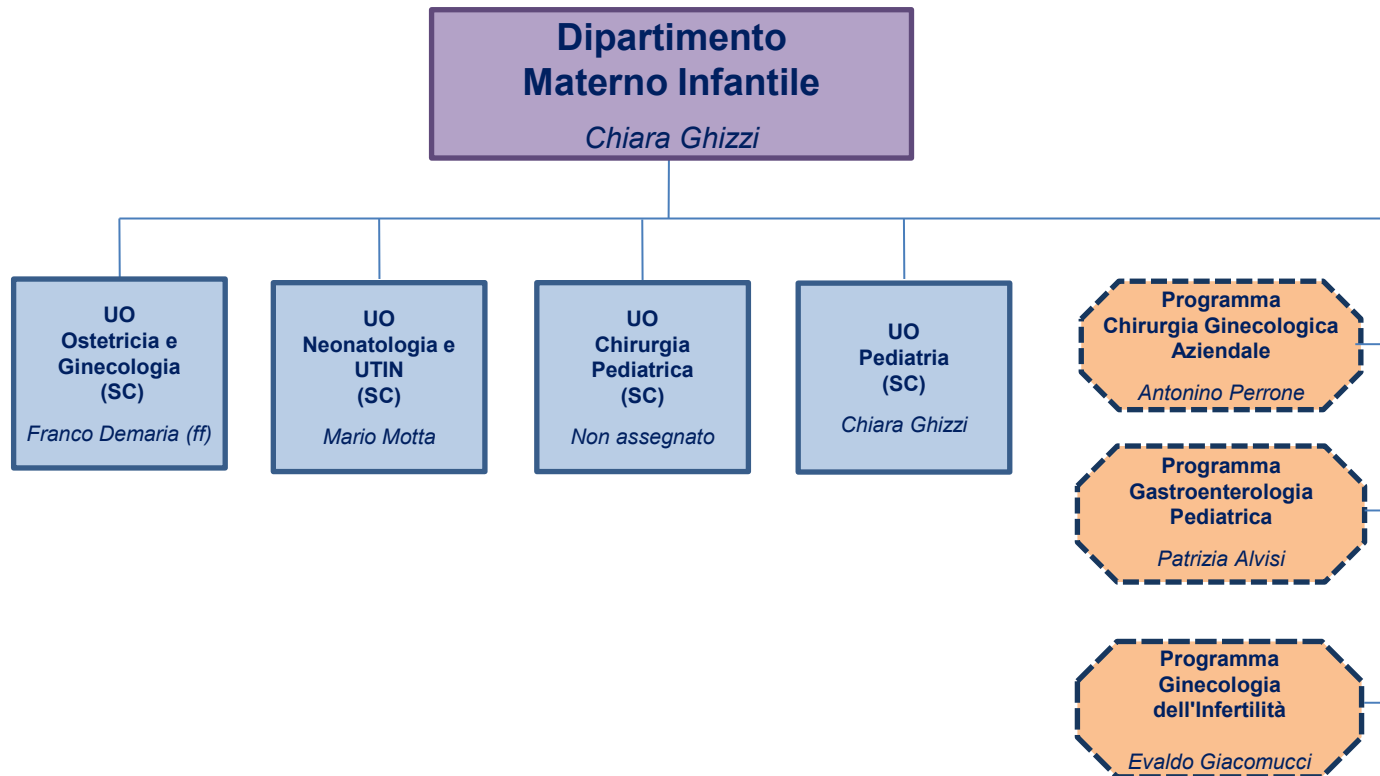 Dipartimento
Materno Infantile
Chiara Ghizzi
UO
Ostetricia e
Ginecologia
(SC)
Franco Demaria (ff)
UO
Neonatologia e
UTIN
(SC)
Mario Motta
UO
Chirurgia
Pediatrica
(SC)
Non assegnato
UO
Pediatria
(SC)
Chiara Ghizzi
Programma
Chirurgia Ginecologica
Aziendale
Antonino Perrone
Programma
Gastroenterologia
Pediatrica
Patrizia Alvisi
Programma
Ginecologia
dell'Infertilità
Evaldo Giacomucci